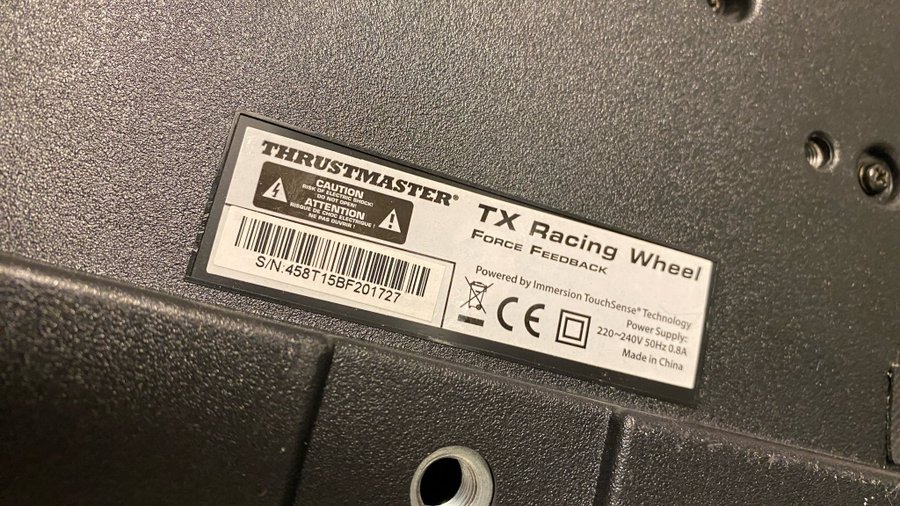 THRUSTMASTER®
CAUTION
RISK OF ELECTRIC SHOCK!
DO NOT OPEN!
ATTENTION
RISQUE DE CHOC ELECTRIQUE !
NE PAS OUVRIR !
S/N:458T15BF201727
TX Racing Wheel
FORCE FEEDBACK
Powered by Immersion TouchSense® Technology
Power Supply:
220~240V 50Hz 0.8A
Made in China
CE